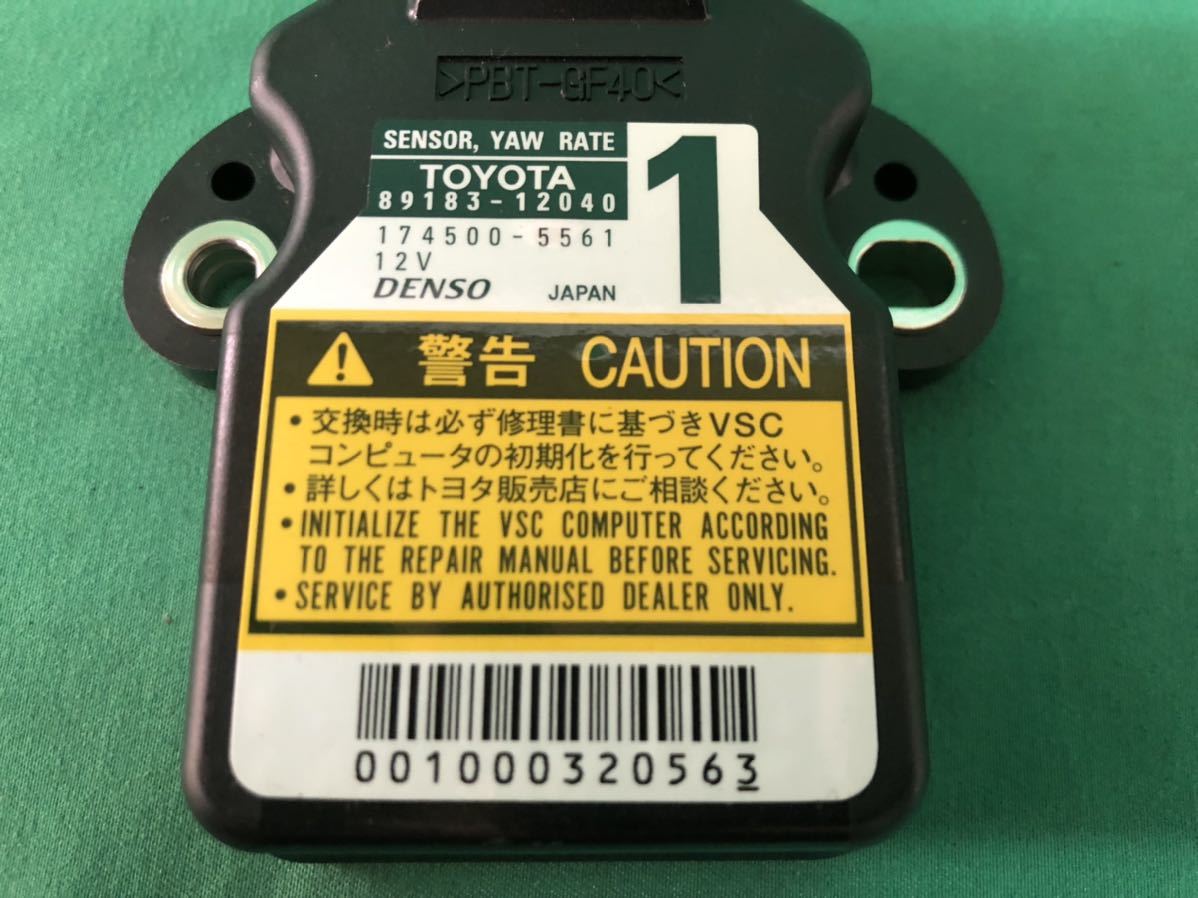 >PBT-GF40<
SENSOR, YAW RATE
1
TOYOTA
89183-12040
174500-5561
12V
DENSO JAPAN
警告 CAUTION
・交換時は必ず修理書に基づきVSC
コンピュータの初期化を行ってください。
・詳しくはトヨタ販売店にご相談ください。
・INITIALIZE THE VSC COMPUTER ACCORDING
TO THE REPAIR MANUAL BEFORE SERVICING.
・SERVICE BY AUTHORISED DEALER ONLY.
001000320563